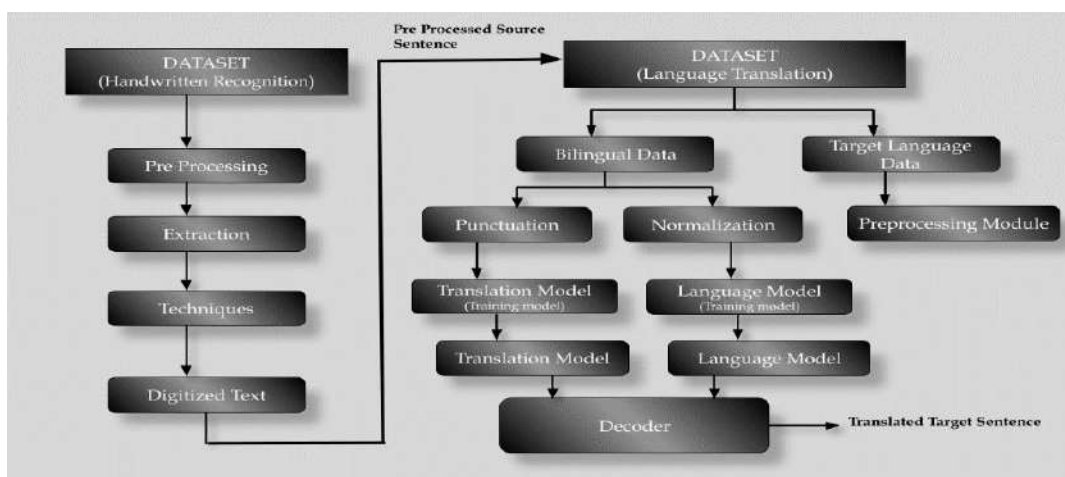 DATASET
(Handwritten Recognition)
Pre-Processing
Extraction
Techniques
Digitized Text
Pre Processed Source
Sentence
DATASET
(Language Translation)
Bilingual Data
Target Language
Data
Punctuation
Normalization
Preprocessing Module
Translation Model
(Training model)
Language Model
(Training model)
Translation Model
Language Model
Decoder
Translated Target Sentence